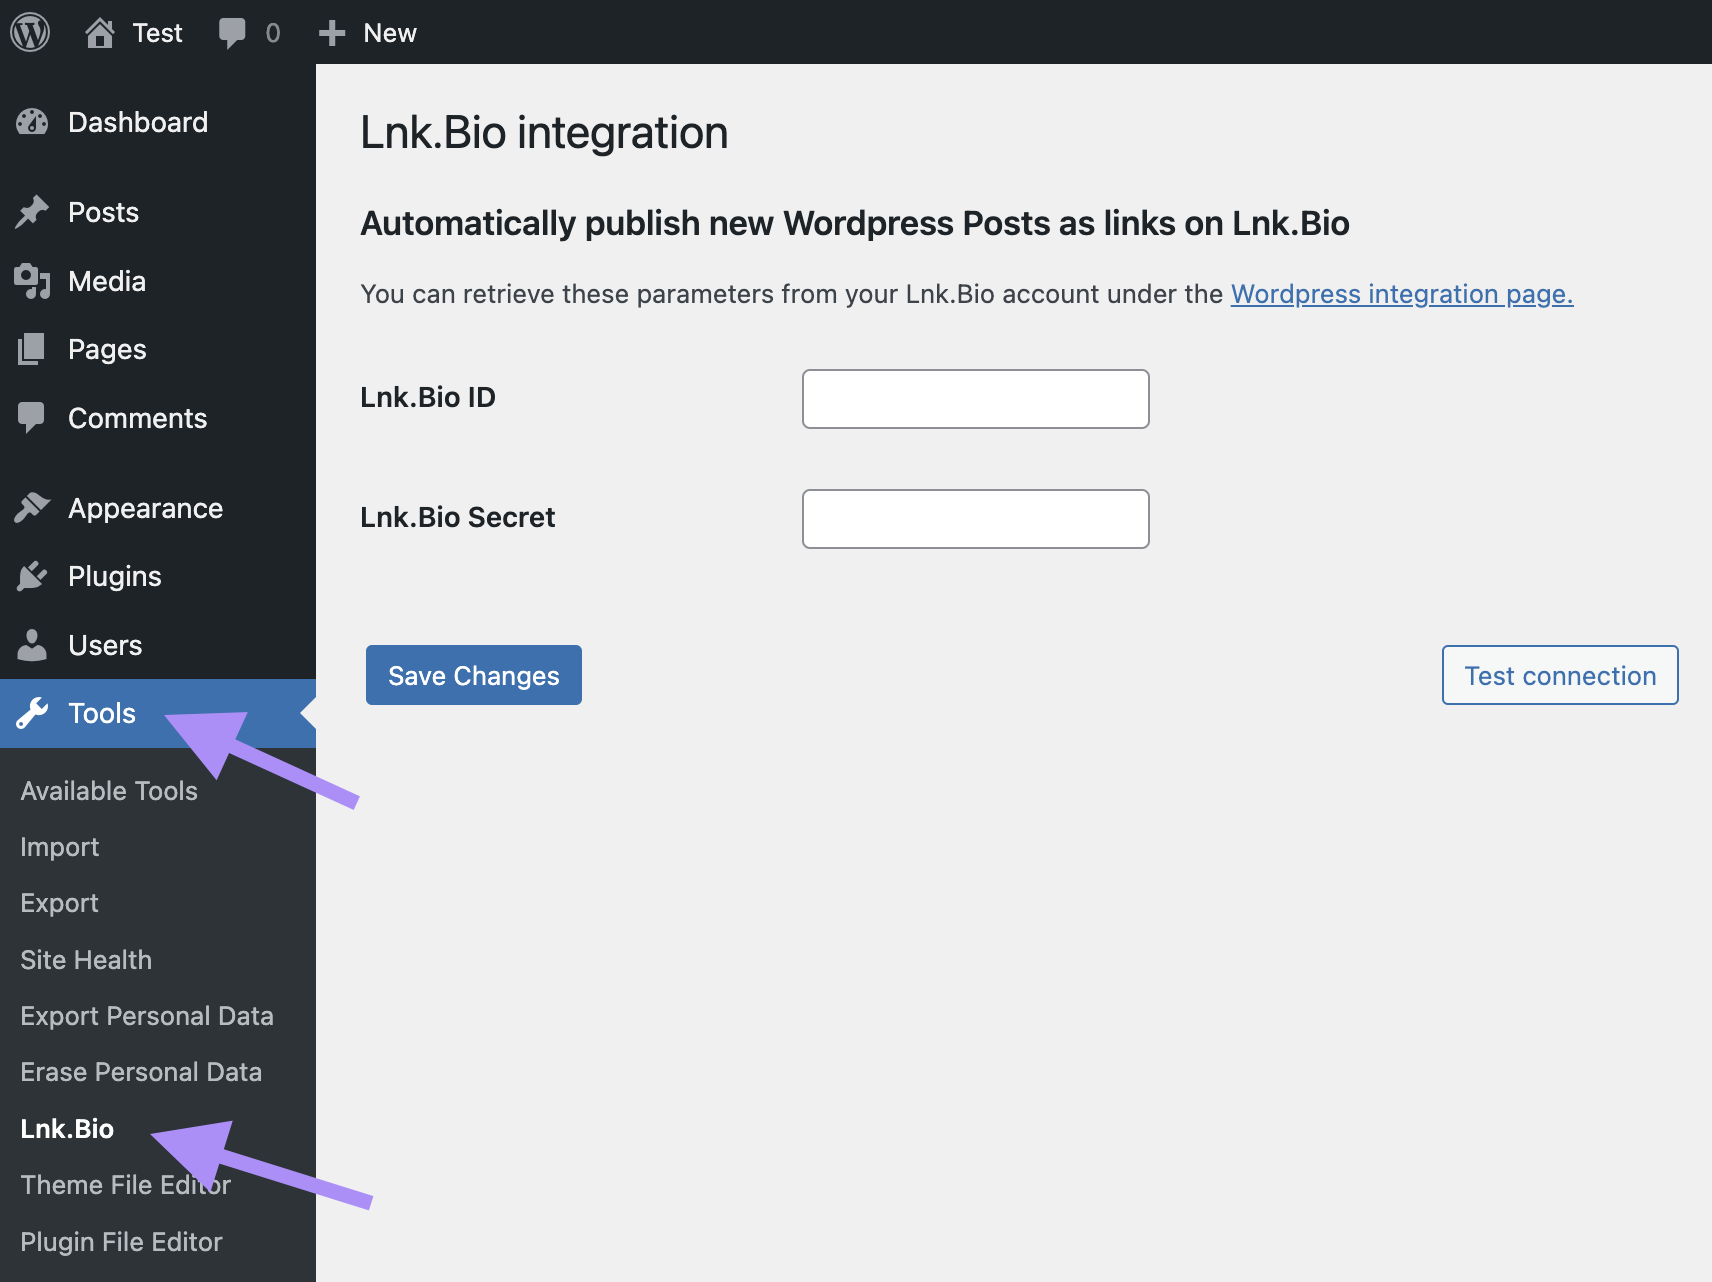 Test 0 New
Dashboard
Posts
Media
Pages
Comments
Appearance
Plugins
Users
Tools
Available Tools
Import
Export
Site Health
Export Personal Data
Erase Personal Data
Lnk.Bio
Theme File Editor
Plugin File Editor
Lnk.Bio integration
Automatically publish new Wordpress Posts as links on Lnk.Bio
You can retrieve these parameters from your Lnk.Bio account under the Wordpress integration page.
Lnk.Bio ID
Lnk.Bio Secret
Save Changes Test connection